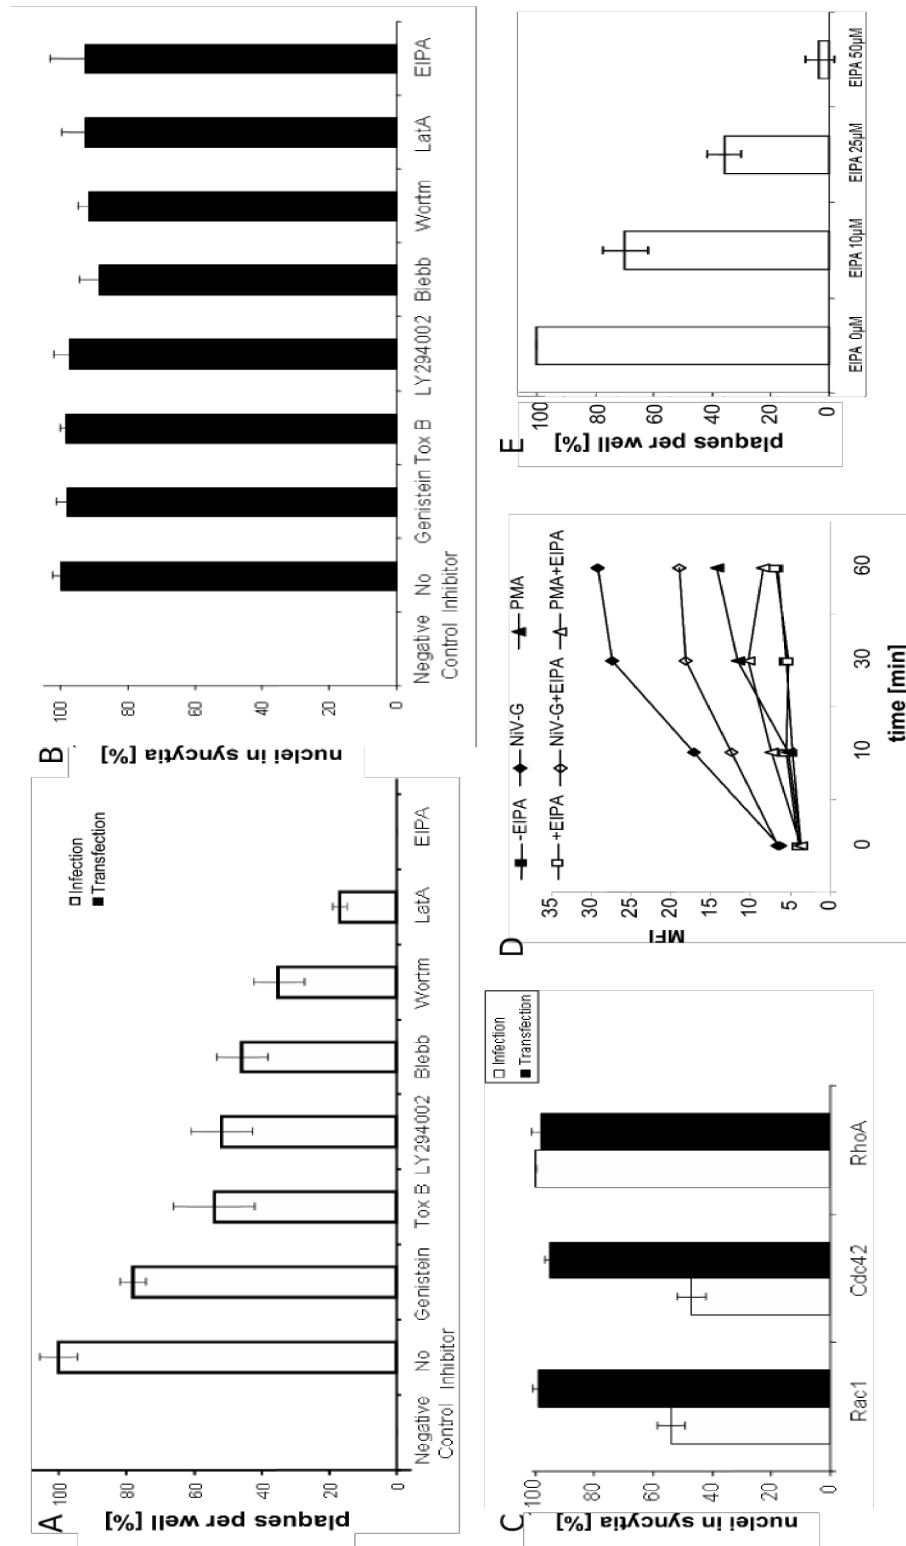 A
plaques per well [%]
100
80
60
40
20
0
Negative Control
No Inhibitor
Genistein
Tox B
LY294002
Blebb
Wortm
LatA
EIPA
Infection
Transfection
B
nuclei in syncytia [%]
100
80
60
40
20
0
Negative Control
No Inhibitor
Genistein
Tox B
LY294002
Blebb
Wortm
LatA
EIPA
C
nuclei in syncytia [%]
100
80
60
40
20
0
Rac1
Cdc42
RhoA
Infection
Transfection
D
MFI
35
30
25
20
15
10
5
0
0
10
30
60
time [min]
-EIPA
NiV-G
PMA
+EIPA
NiV-G+EIPA
PMA+EIPA
E
plaques per well [%]
100
80
60
40
20
0
EIPA 0µM
EIPA 10µM
EIPA 25µM
EIPA 50µM